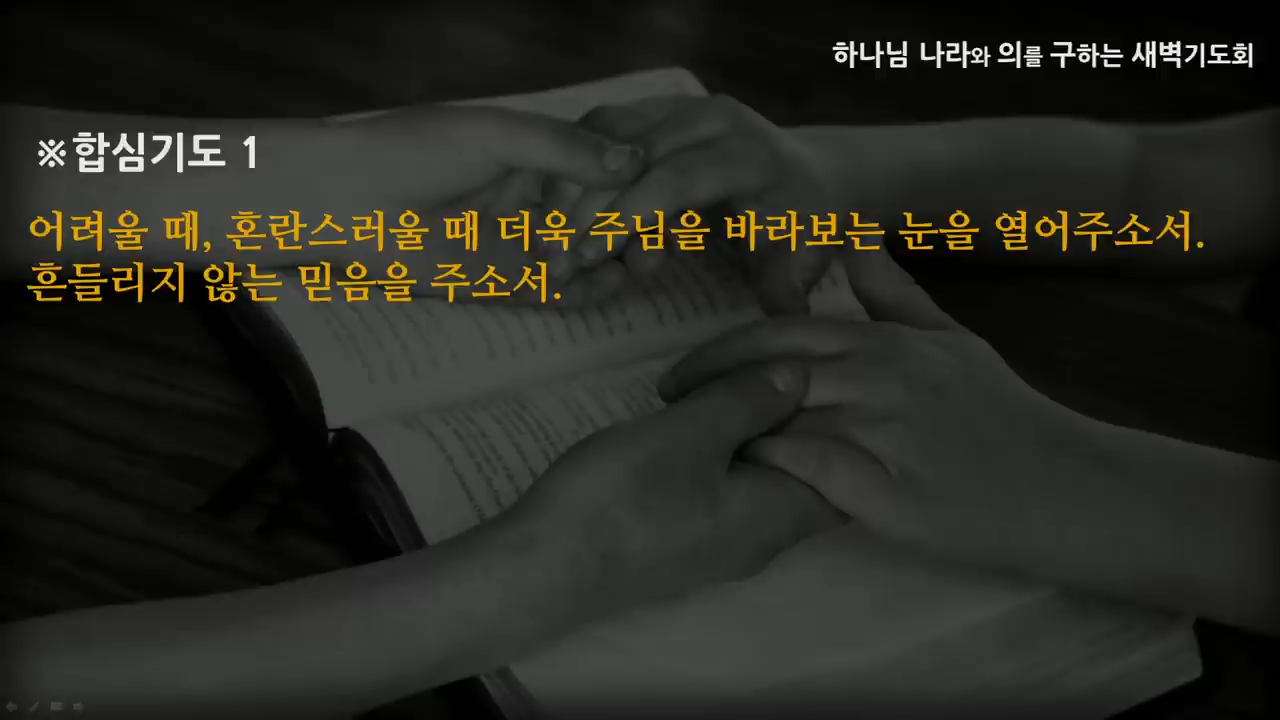 하나님 나라와 의를 구하는 새벽기도회
※합심기도 1
어려울 때, 혼란스러울 때 더욱 주님을 바라보는 눈을 열어주소서.
흔들리지 않는 믿음을 주소서.